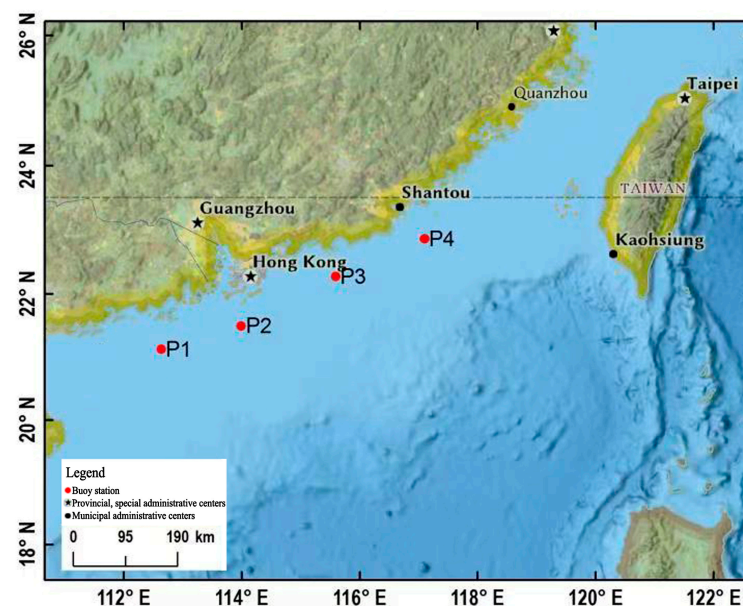 26° N
24° N
22° N
20° N
18° N
Quanzhou
Taipei
TAIWAN
Shantou
Guangzhou
P4
Kaohsiung
Hong Kong
P3
P2
P1
Legend
Buoy station
Provincial, special administrative centers
Municipal administrative centers
0 95 190 km
112° E 114° E 116° E 118° E 120° E 122° E